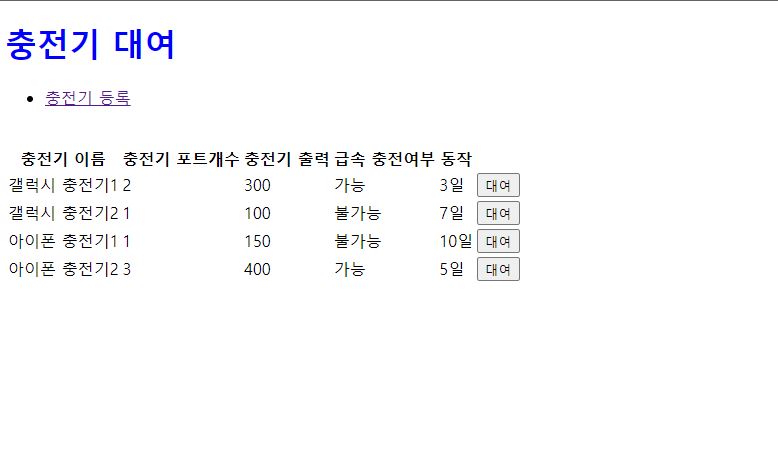 충전기 대여
충전기 등록
충전기 이름 충전기 포트개수 충전기 출력 급속 충전여부 동작
갤럭시 충전기1 2 300 가능 3일 대여
갤럭시 충전기2 1 100 불가능 7일 대여
아이폰 충전기1 1 150 불가능 10일 대여
아이폰 충전기2 3 400 가능 5일 대여